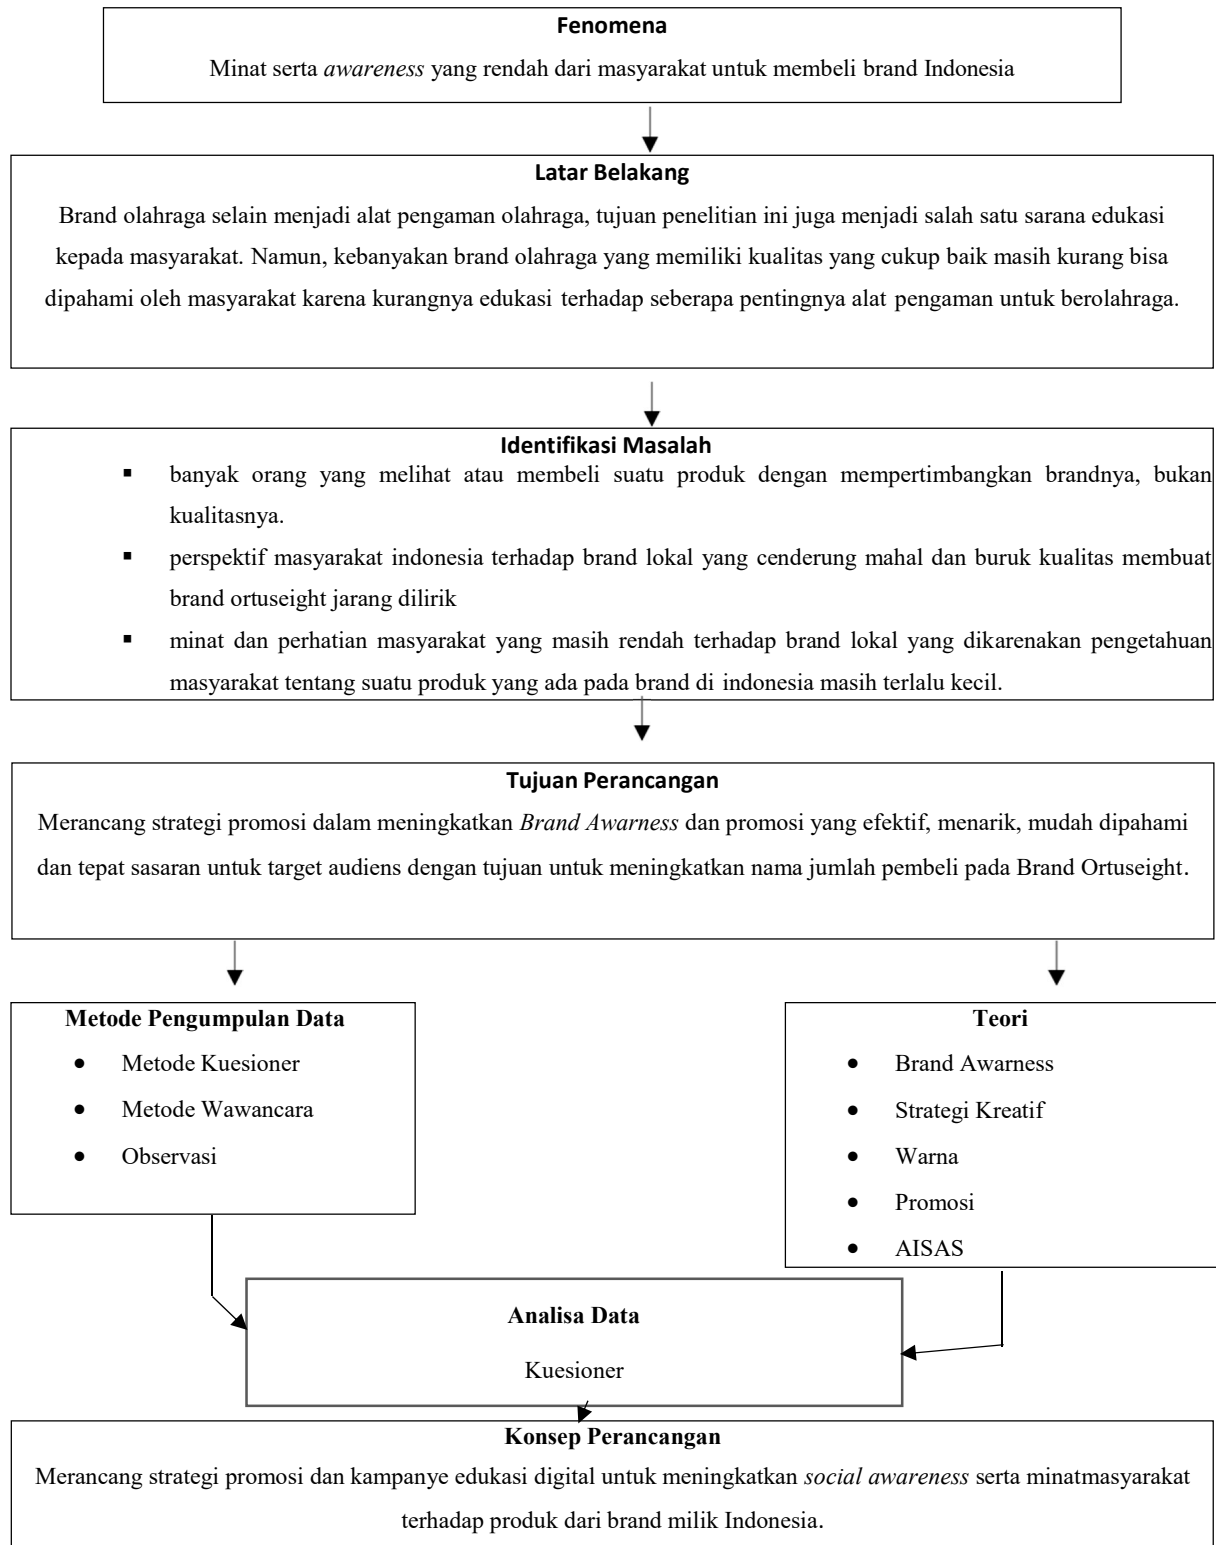 Fenomena
Minat serta awareness yang rendah dari masyarakat untuk membeli brand Indonesia
Latar Belakang
Brand olahraga selain menjadi alat pengaman olahraga, tujuan penelitian ini juga menjadi salah satu sarana edukasi
kepada masyarakat. Namun, kebanyakan brand olahraga yang memiliki kualitas yang cukup baik masih kurang bisa
dipahami oleh masyarakat karena kurangnya edukasi terhadap seberapa pentingnya alat pengaman untuk berolahraga.
Identifikasi Masalah
▪ banyak orang yang melihat atau membeli suatu produk dengan mempertimbangkan brandnya, bukan
kualitasnya.
▪ perspektif masyarakat indonesia terhadap brand lokal yang cenderung mahal dan buruk kualitas membuat
brand ortuseight jarang dilirik
▪ minat dan perhatian masyarakat yang masih rendah terhadap brand lokal yang dikarenakan pengetahuan
masyarakat tentang suatu produk yang ada pada brand di indonesia masih terlalu kecil.
Tujuan Perancangan
Merancang strategi promosi dalam meningkatkan Brand Awarness dan promosi yang efektif, menarik, mudah dipahami
dan tepat sasaran untuk target audiens dengan tujuan untuk meningkatkan nama jumlah pembeli pada Brand Ortuseight.
Metode Pengumpulan Data
• Metode Kuesioner
• Metode Wawancara
• Observasi
Teori
• Brand Awarness
• Strategi Kreatif
• Warna
• Promosi
• AISAS
Analisa Data
Kuesioner
Konsep Perancangan
Merancang strategi promosi dan kampanye edukasi digital untuk meningkatkan social awareness serta minatmasyarakat
terhadap produk dari brand milik Indonesia.